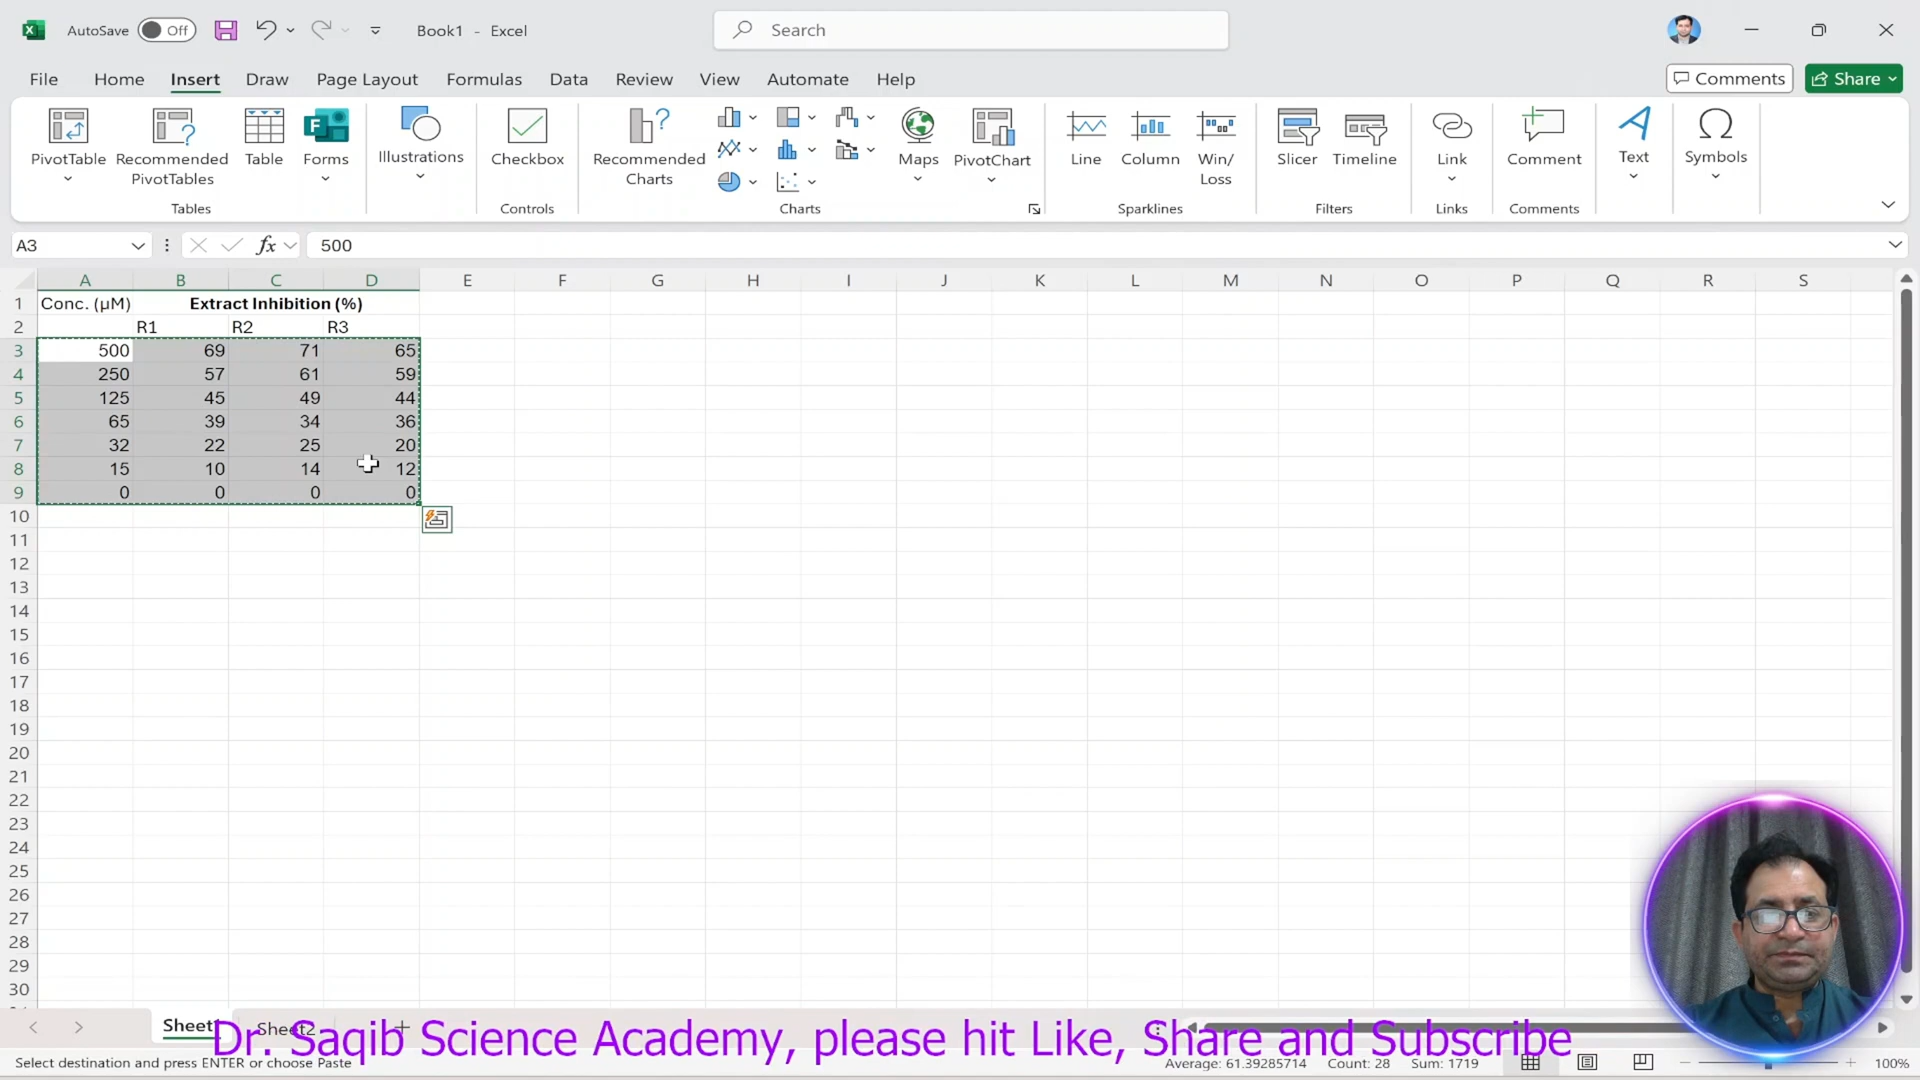 AutoSave Off Book1 - Excel Search
File Home Insert Draw Page Layout Formulas Data Review View Automate Help Comments Share
PivotTable Recommended PivotTables Table Forms Illustrations Checkbox Recommended Charts Maps PivotChart Line Column Win/Loss Slicer Timeline Link Comment Text Symbols
Tables Controls Charts Sparklines Filters Links Comments
A3 fx 500
A B C D E F G H I J K L M N O P Q R S
1 Conc. (µM) Extract Inhibition (%)
2 R1 R2 R3
3 500 69 71 65
4 250 57 61 59
5 125 45 49 44
6 65 39 34 36
7 32 22 25 20
8 15 10 14 12
9 0 0 0 0
10
11
12
13
14
15
16
17
18
19
20
21
22
23
24
25
26
27
28
29
30
Sheet1 Sheet2
Dr. Saqib Science Academy, please hit Like, Share and Subscribe
Select destination and press ENTER or choose Paste Average: 61.39285714 Count: 28 Sum: 1719 100%